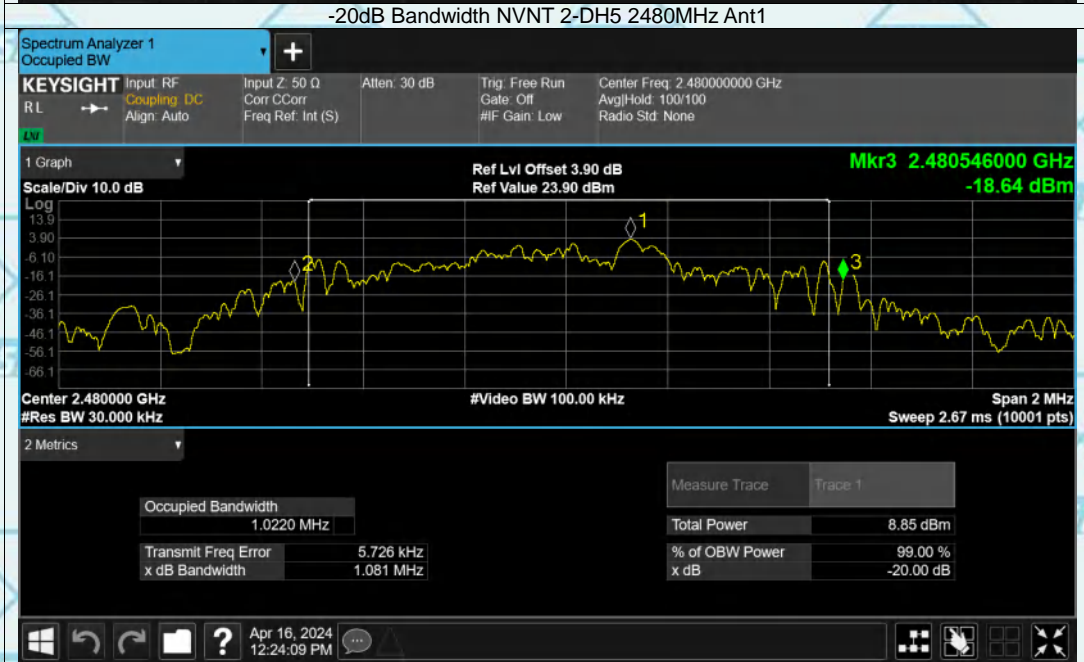 -20dB Bandwidth NVNT 2-DH5 2480MHz Ant1
Spectrum Analyzer 1
Occupied BW
+
KEYSIGHT Input: RF Input Z: 50 Ω Atten: 30 dB Trig: Free Run Center Freq: 2.480000000 GHz
RL Coupling: DC Corr CCorr Gate: Off Avg|Hold: 100/100
Align: Auto Freq Ref: Int (S) #IF Gain: Low Radio Std: None
LXI
1 Graph Ref Lvl Offset 3.90 dB Mkr3 2.480546000 GHz
Scale/Div 10.0 dB Ref Value 23.90 dBm -18.64 dBm
Log
13.9
3.90
-6.10
-16.1
-26.1
-36.1
-46.1
-56.1
-66.1
1
2
3
Center 2.480000 GHz #Video BW 100.00 kHz Span 2 MHz
#Res BW 30.000 kHz Sweep 2.67 ms (10001 pts)
2 Metrics
Measure Trace Trace 1
Occupied Bandwidth
1.0220 MHz
Total Power 8.85 dBm
Transmit Freq Error 5.726 kHz % of OBW Power 99.00 %
x dB Bandwidth 1.081 MHz x dB -20.00 dB
?
Apr 16, 2024
12:24:09 PM